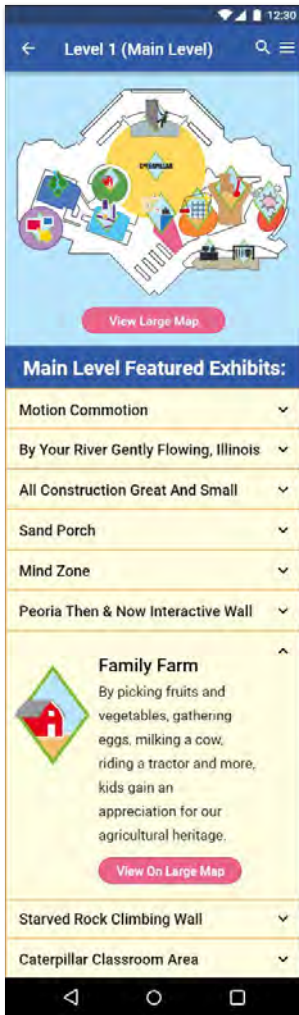 12:30
Level 1 (Main Level)
CATERPILLAR
View Large Map
Main Level Featured Exhibits:
Motion Commotion
By Your River Gently Flowing, Illinois
All Construction Great And Small
Sand Porch
Mind Zone
Peoria Then & Now Interactive Wall
Family Farm
By picking fruits and
vegetables, gathering
eggs, milking a cow,
riding a tractor and more,
kids gain an
appreciation for our
agricultural heritage.
View On Large Map
Starved Rock Climbing Wall
Caterpillar Classroom Area